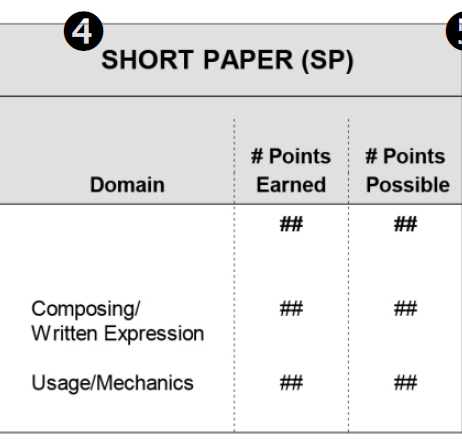 4
SHORT PAPER (SP)
# Points # Points
Domain Earned Possible
## ##
Composing/ ## ##
Written Expression
Usage/Mechanics ## ##